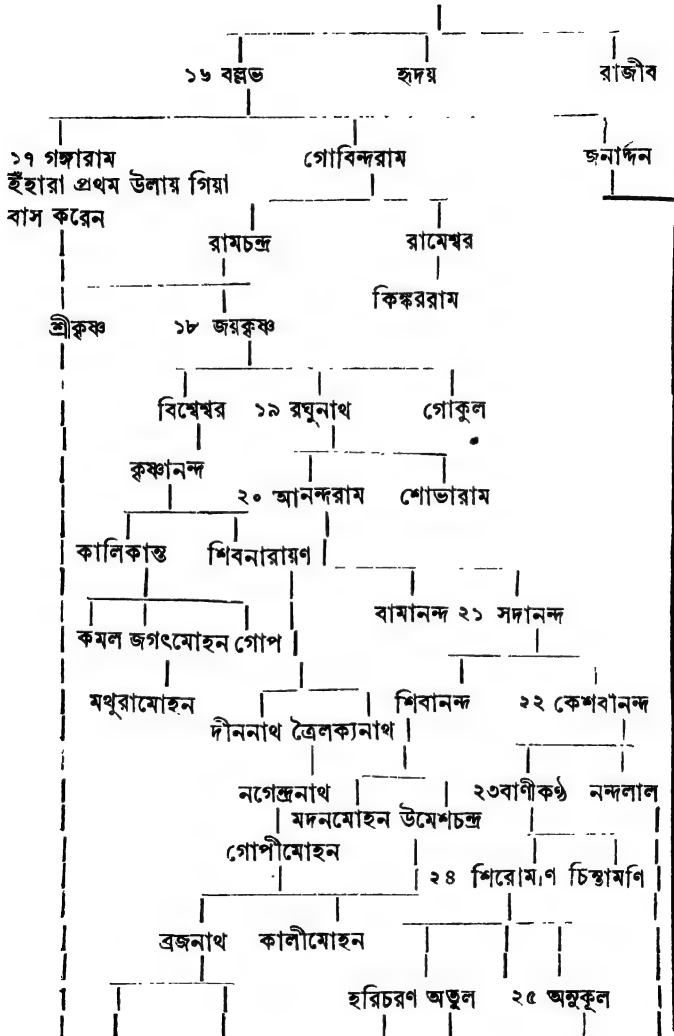 ১৬ বল্লভ হৃদয় রাজীব
১৭ গঙ্গারাম গোবিন্দরাম জনার্দ্দন
ইঁহারা প্রথম উলায় গিয়া
বাস করেন
রামচন্দ্র রামেশ্বর
কিঙ্কররাম
শ্রীকৃষ্ণ ১৮ জয়কৃষ্ণ
বিশ্বেশ্বর ১৯ রঘুনাথ গোকুল
কৃষ্ণানন্দ
২০ আনন্দরাম শোভারাম
কালিকান্ত শিবনারায়ণ
বামানন্দ ২১ সদানন্দ
কমল জগৎমোহন গোপ
মথুরামোহন শিবানন্দ ২২ কেশবানন্দ
দীননাথ ত্রৈলক্যনাথ
নগেন্দ্রনাথ ২৩বাণীকণ্ঠ নন্দলাল
মদনমোহন উমেশচন্দ্র
গোপীমোহন
২৪ শিরোমণি চিন্তামণি
ব্রজনাথ কালীমোহন
হরিচরণ অতুল ২৫ অনুকূল